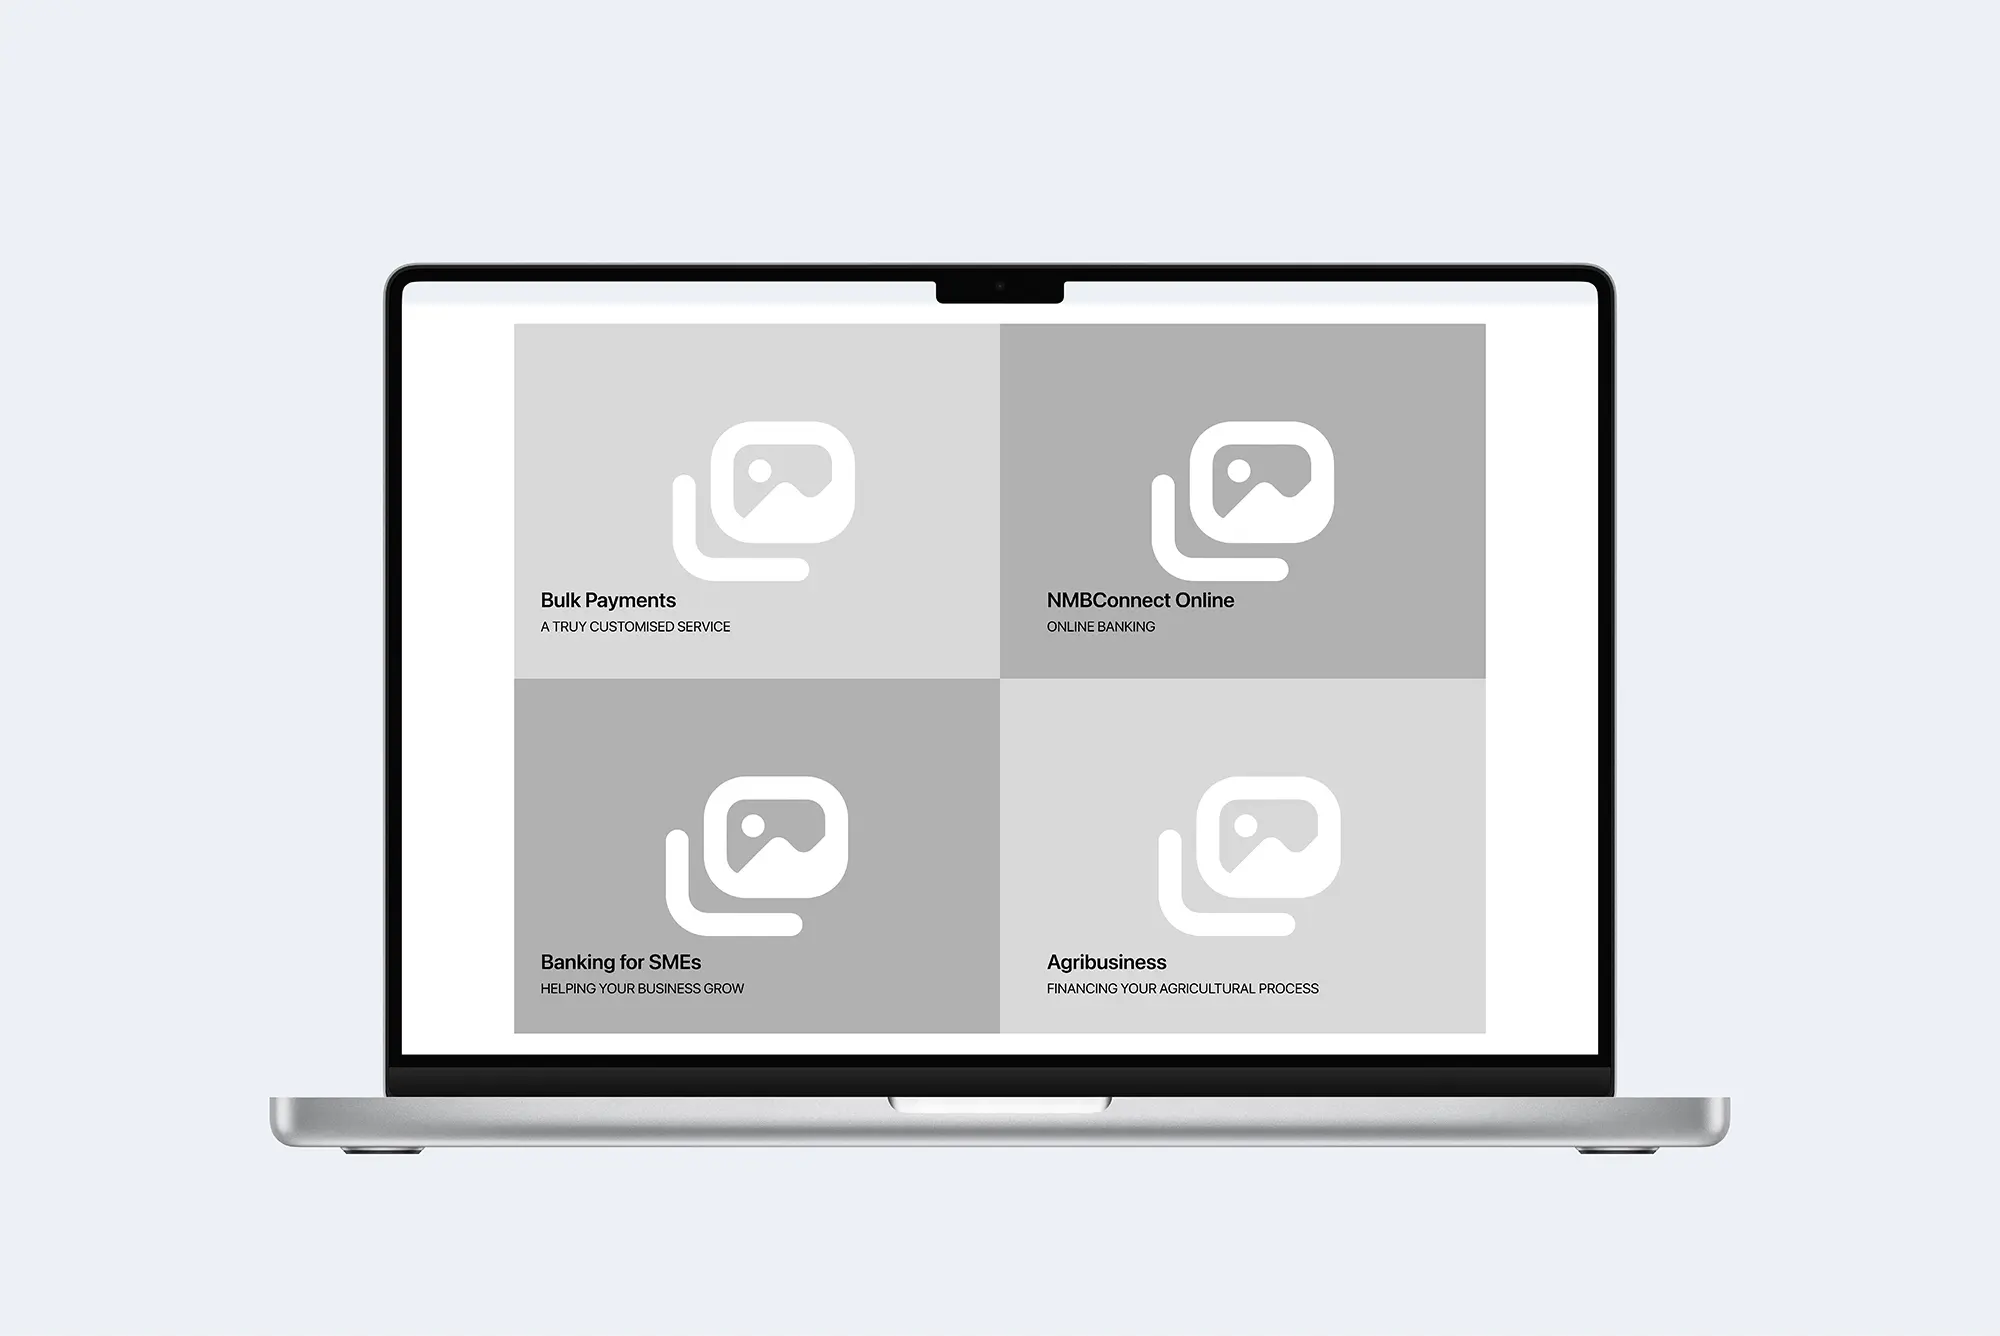 Bulk Payments
A TRUY CUSTOMISED SERVICE
NMBConnect Online
ONLINE BANKING
Banking for SMEs
HELPING YOUR BUSINESS GROW
Agribusiness
FINANCING YOUR AGRICULTURAL PROCESS